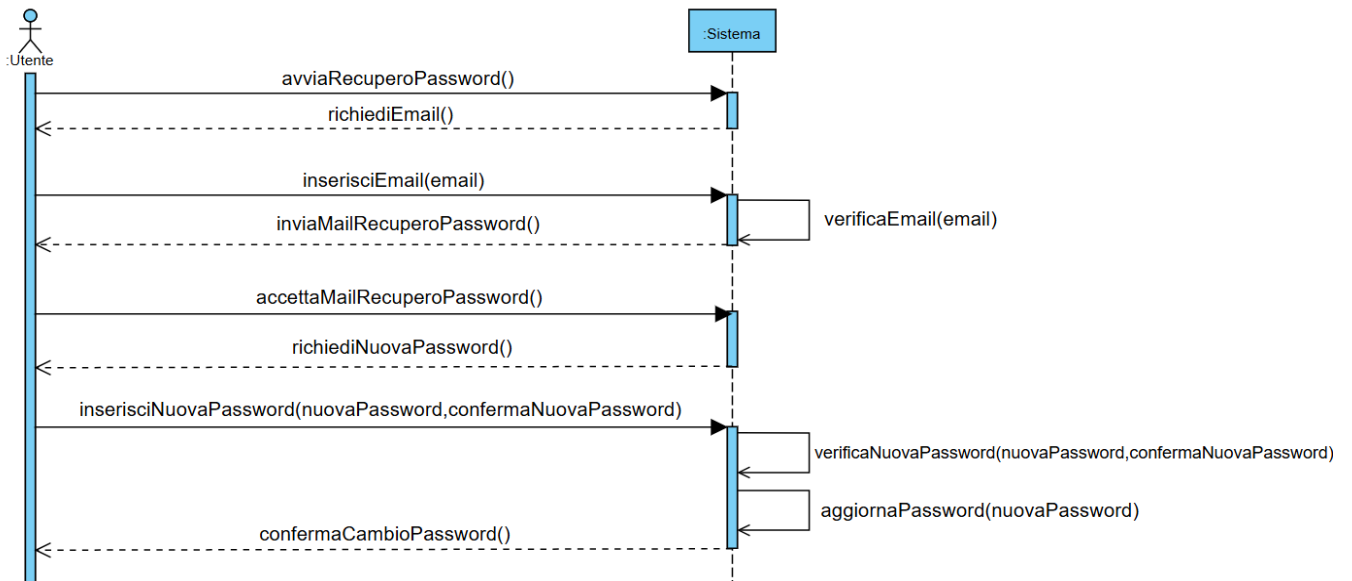 :Utente
:Sistema
avviaRecuperoPassword()
richiediEmail()
inserisciEmail(email)
verificaEmail(email)
inviaMailRecuperoPassword()
accettaMailRecuperoPassword()
richiediNuovaPassword()
inserisciNuovaPassword(nuovaPassword,confermaNuovaPassword)
verificaNuovaPassword(nuovaPassword,confermaNuovaPassword)
aggiornaPassword(nuovaPassword)
confermaCambioPassword()